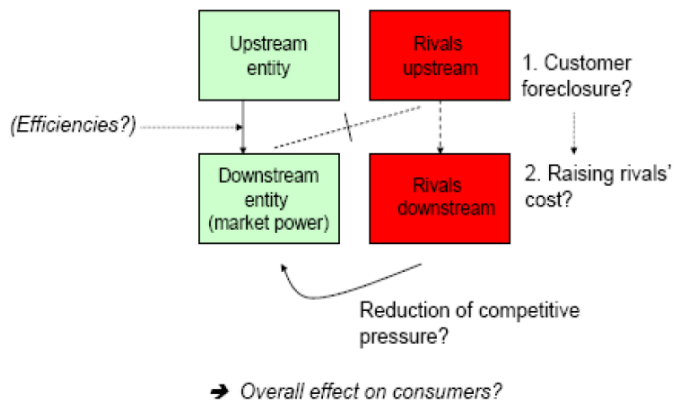 Upstream
entity
Rivals
upstream
1. Customer
foreclosure?
(Efficiencies?)
Downstream
entity
(market power)
Rivals
downstream
2. Raising rivals'
cost?
Reduction of competitive
pressure?
➔ Overall effect on consumers?